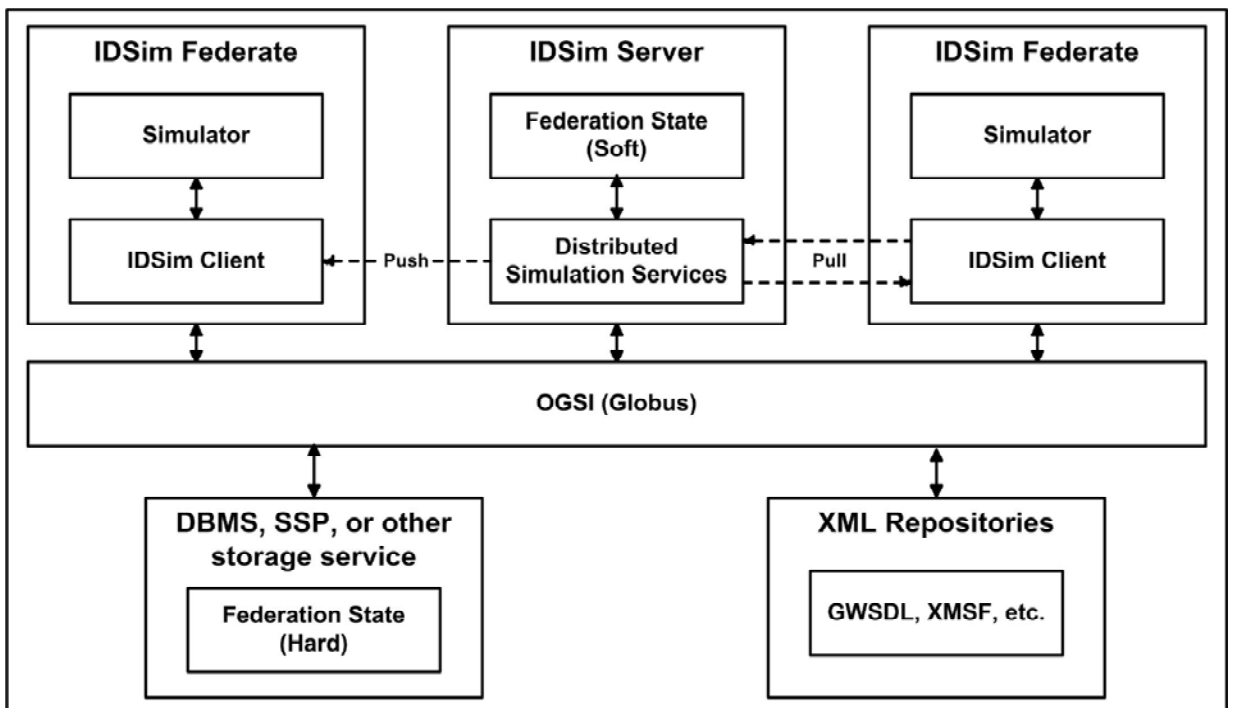 IDSim Federate
IDSim Server
IDSim Federate
Simulator
Federation State
(Soft)
Simulator
IDSim Client
Push
Distributed
Simulation Services
Pull
IDSim Client
OGSI (Globus)
DBMS, SSP, or other
storage service
Federation State
(Hard)
XML Repositories
GWSDL, XMSF, etc.